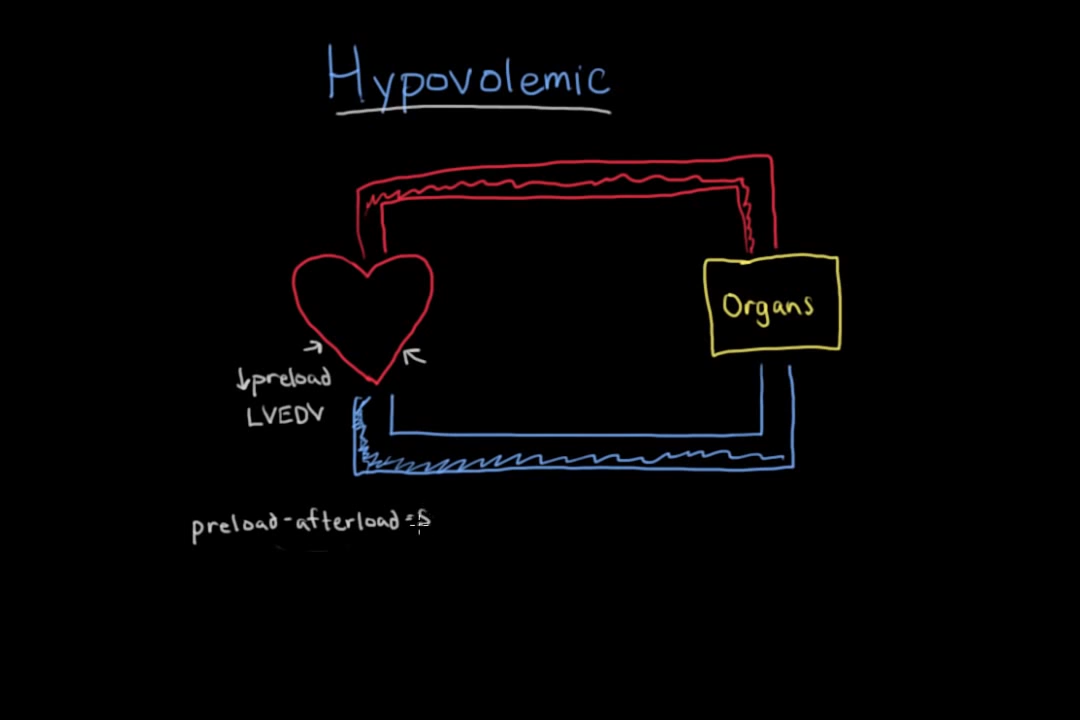 Hypovolemic
Organs
↓preload
LVEDV
preload-afterload=S